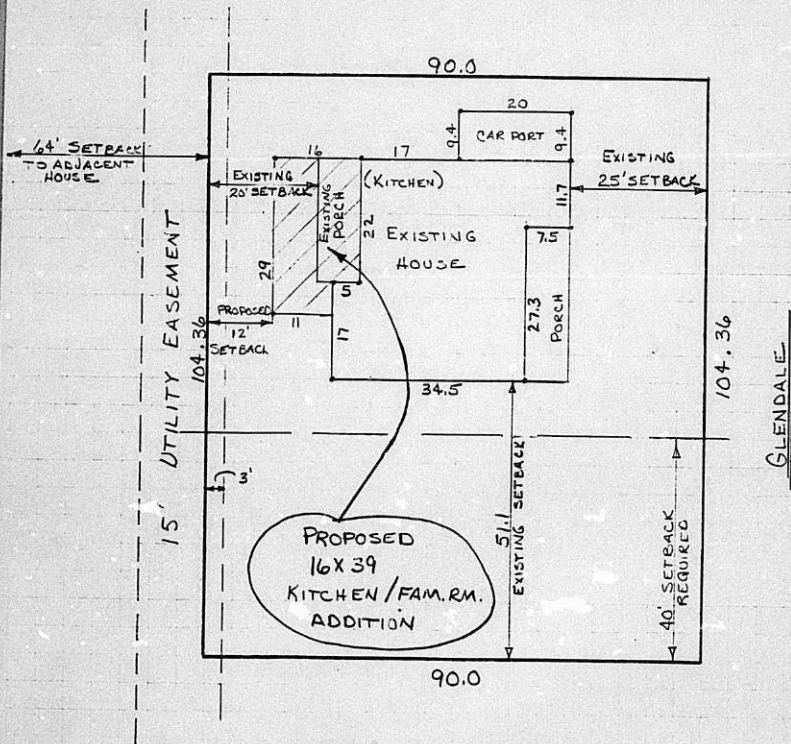 90.0
20
CAR PORT
9.4
9.4
64' SETBACK
TO ADJACENT
HOUSE
16
17
EXISTING
25' SETBACK
EXISTING
20' SETBACK
(KITCHEN)
EXISTING
PORCH
22
11.7
EXISTING
HOUSE
7.5
29
5
27.3
PORCH
PROPOSED
12'
SETBACK
11
17
104.36
104.36
15' UTILITY EASEMENT
34.5
GLENDALE
3'
51.1
EXISTING SETBACK
40' SETBACK
REQUIRED
PROPOSED
16 X 39
KITCHEN / FAM. RM.
ADDITION
90.0